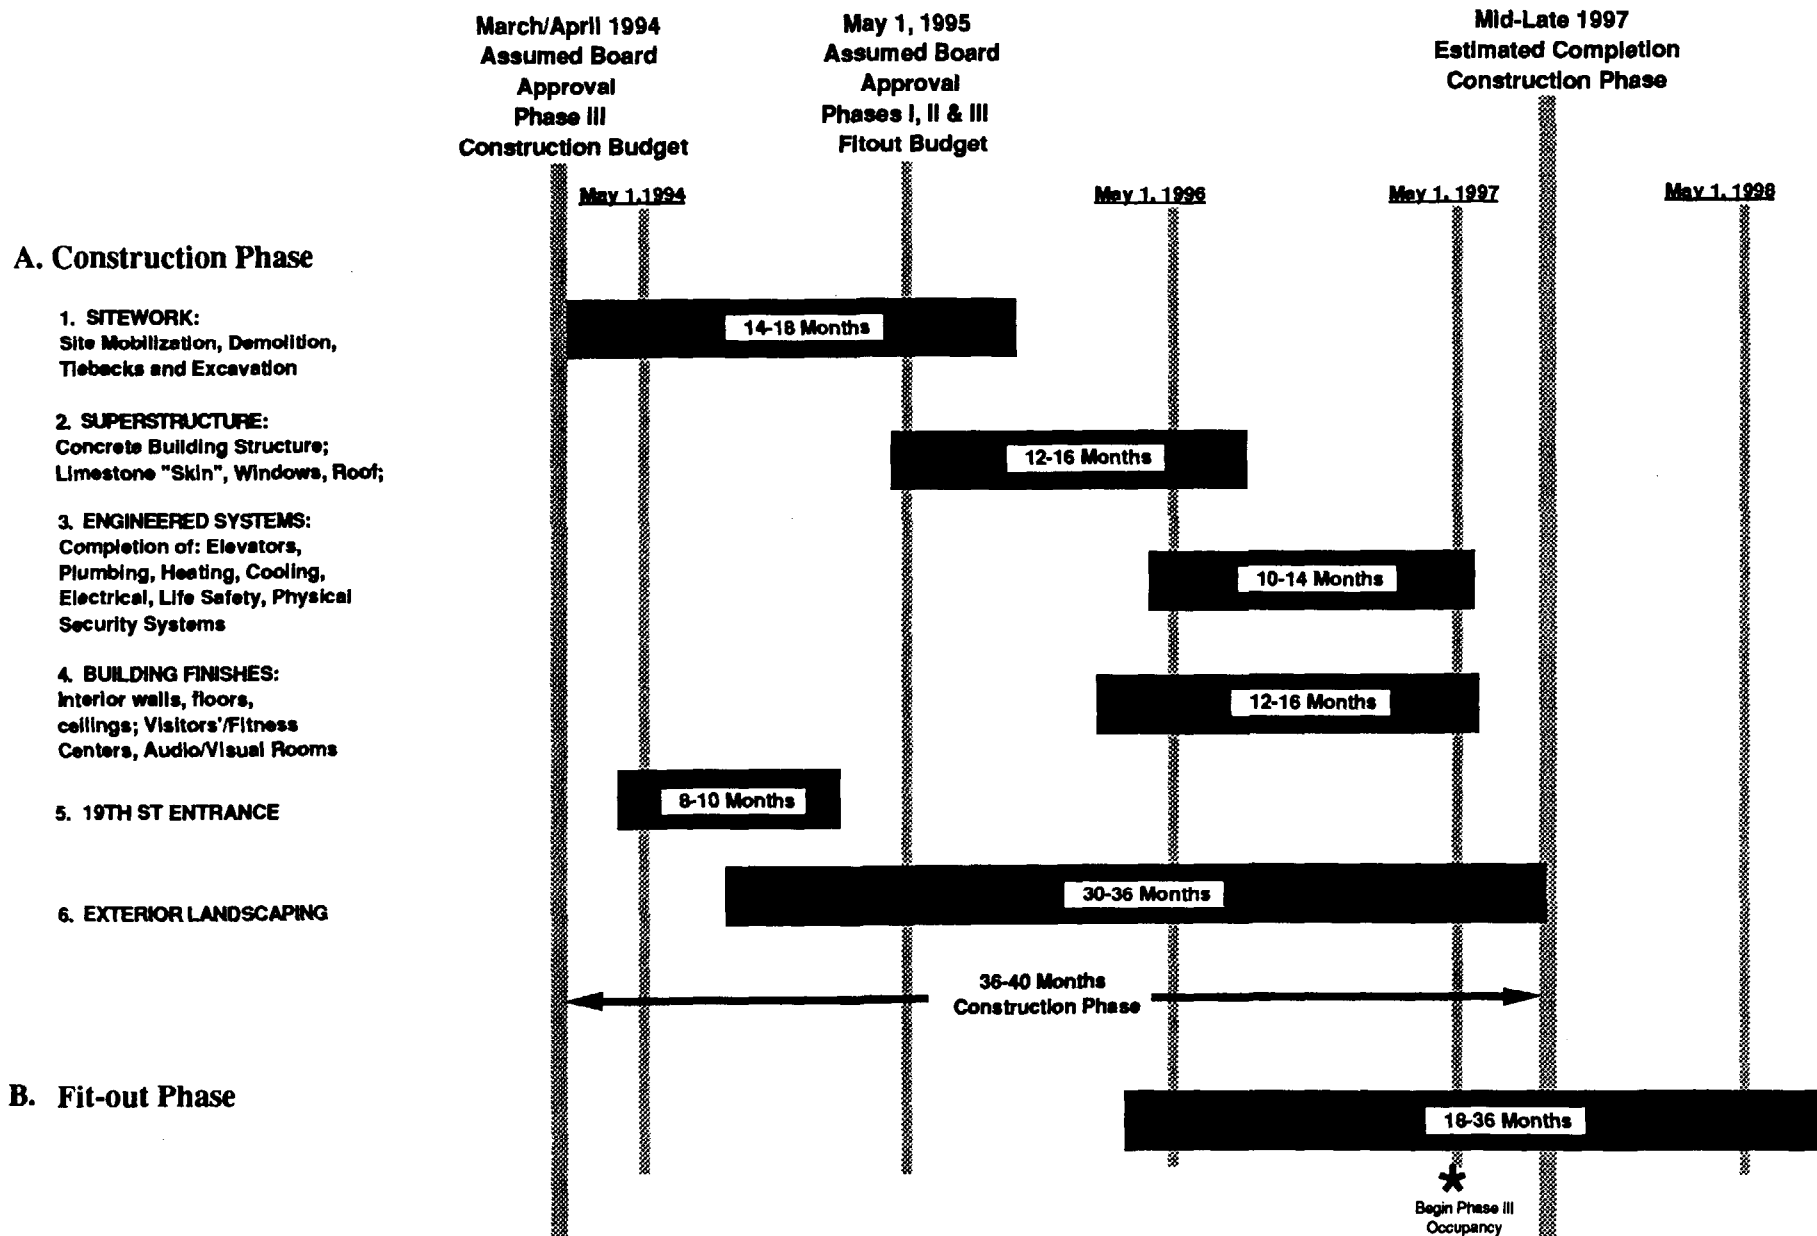 March/April 1994
Assumed Board
Approval
Phase III
Construction Budget
May 1, 1995
Assumed Board
Approval
Phases I, II & III
Fitout Budget
Mid-Late 1997
Estimated Completion
Construction Phase
May 1, 1994
May 1, 1996
May 1, 1997
May 1, 1998
A. Construction Phase
1. SITEWORK:
Site Mobilization, Demolition,
Tiebacks and Excavation
14-18 Months
2. SUPERSTRUCTURE:
Concrete Building Structure;
Limestone "Skin", Windows, Roof;
12-16 Months
3. ENGINEERED SYSTEMS:
Completion of: Elevators,
Plumbing, Heating, Cooling,
Electrical, Life Safety, Physical
Security Systems
10-14 Months
4. BUILDING FINISHES:
Interior walls, floors,
ceilings; Visitors'/Fitness
Centers, Audio/Visual Rooms
12-16 Months
5. 19TH ST ENTRANCE
8-10 Months
6. EXTERIOR LANDSCAPING
30-36 Months
36-40 Months
Construction Phase
B. Fit-out Phase
18-36 Months
*
Begin Phase III
Occupancy